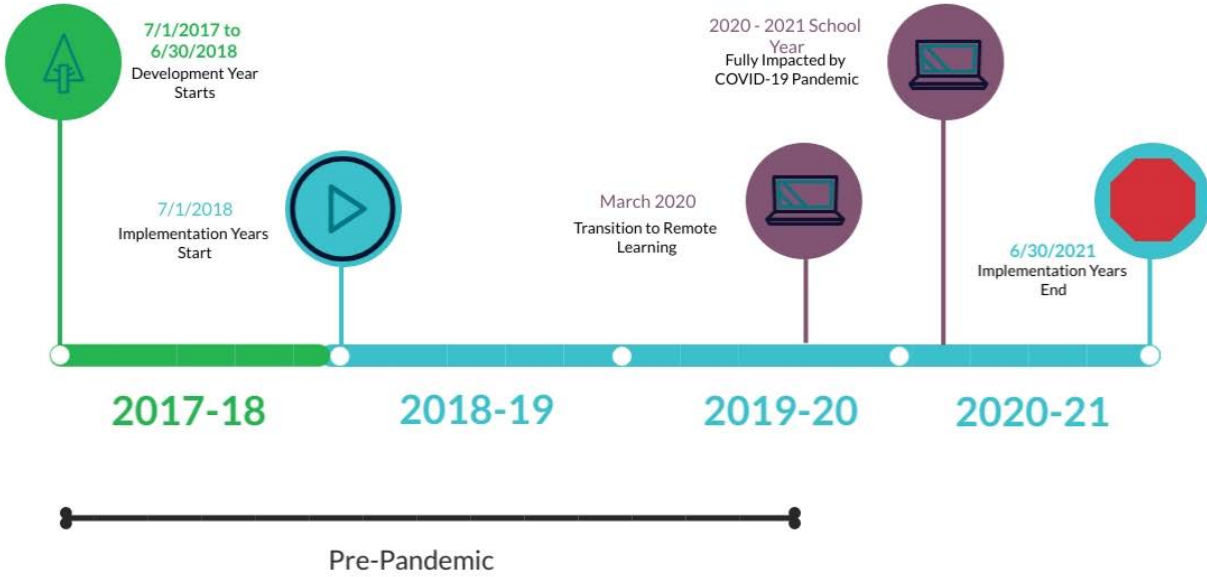 7/1/2017 to
6/30/2018
Development Year
Starts
7/1/2018
Implementation Years
Start
March 2020
Transition to Remote
Learning
2020 - 2021 School
Year
Fully Impacted by
COVID-19 Pandemic
6/30/2021
Implementation Years
End
2017-18
2018-19
2019-20
2020-21
Pre-Pandemic